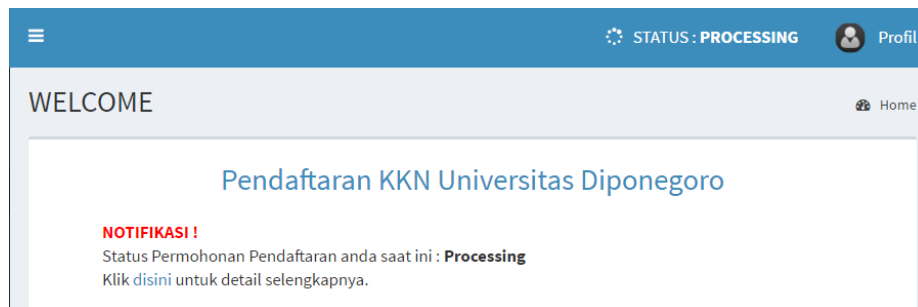 STATUS : PROCESSING Profil
WELCOME
Home
Pendaftaran KKN Universitas Diponegoro
NOTIFIKASI !
Status Permohonan Pendaftaran anda saat ini : Processing
Klik disini untuk detail selengkapnya.